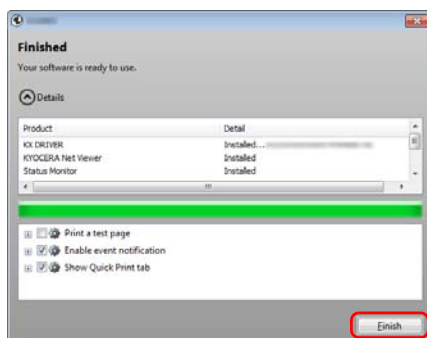 Finished
Your software is ready to use.
Details
Product Detail
KX DRIVER Installed...
KYOCERA Net Viewer Installed
Status Monitor Installed
Print a test page
Enable event notification
Show Quick Print tab
Finish